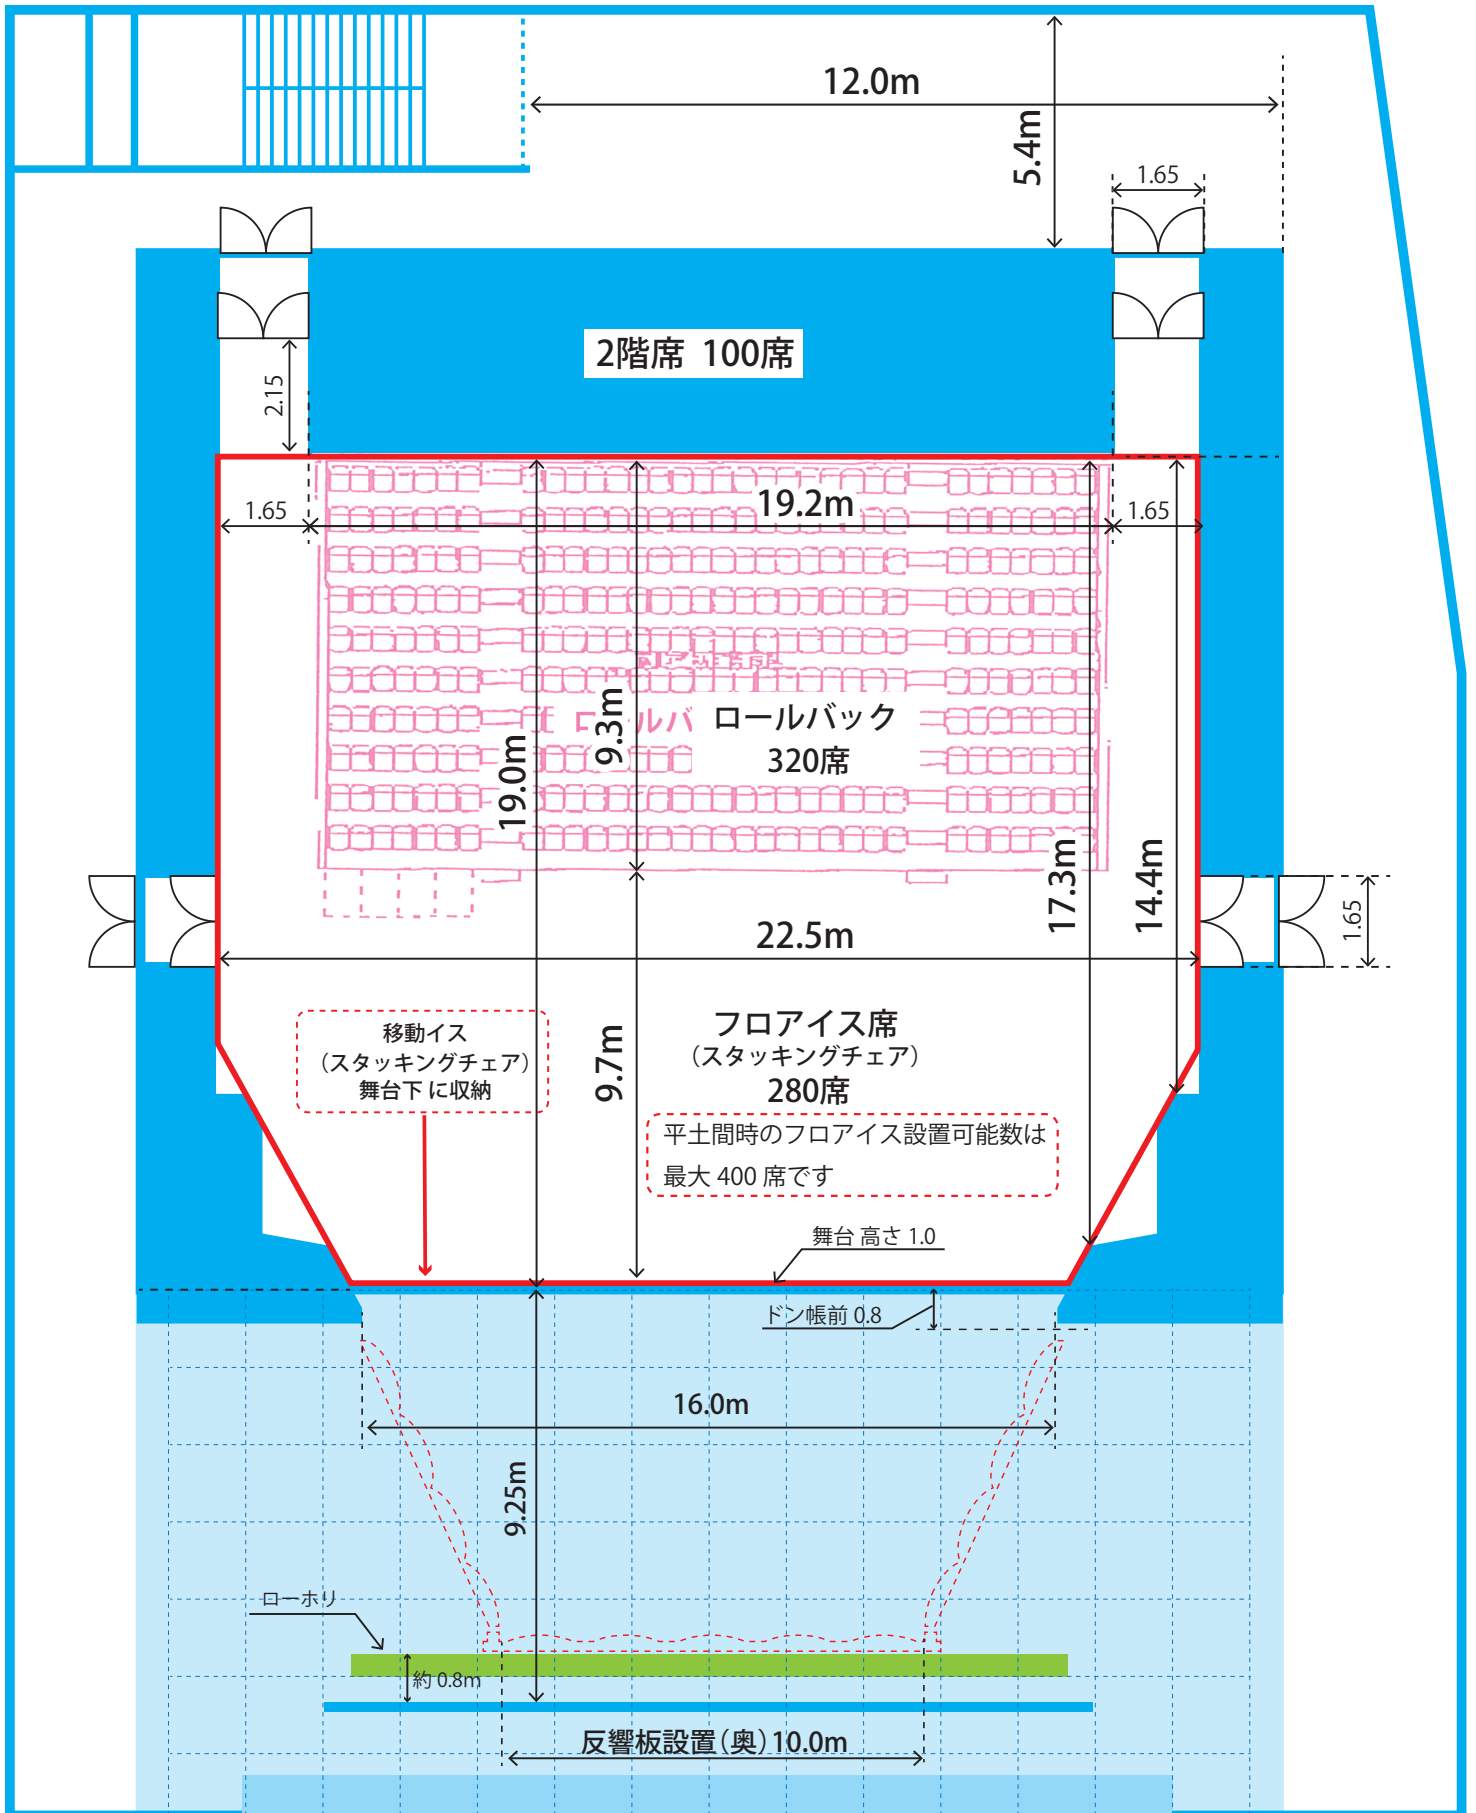 12.0m
5.4m
1.65
2階席 100席
2.15
19.2m
1.65
1.65
ロールバ
ロールバック
320席
9.3m
19.0m
17.3m
14.4m
1.65
22.5m
移動イス
（スタッキングチェア）
舞台下に収納
9.7m
フロアイス席
（スタッキングチェア）
280席
平土間時のフロアイス設置可能数は
最大 400 席です
舞台 高さ 1.0
ドン帳前 0.8
16.0m
9.25m
ローホリ
約 0.8m
反響板設置（奥）10.0m